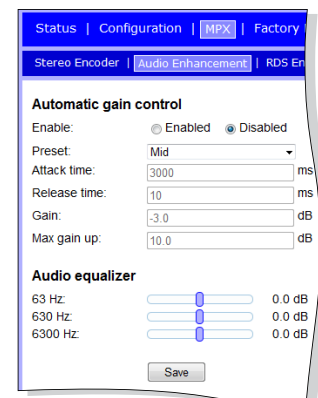 Status | Configuration | MPX | Factory
Stereo Encoder | Audio Enhancement | RDS En
Automatic gain control
Enable: Enabled Disabled
Preset: Mid
Attack time: 3000 ms
Release time: 10 ms
Gain: -3.0 dB
Max gain up: 10.0 dB
Audio equalizer
63 Hz: 0.0 dB
630 Hz: 0.0 dB
6300 Hz: 0.0 dB
Save